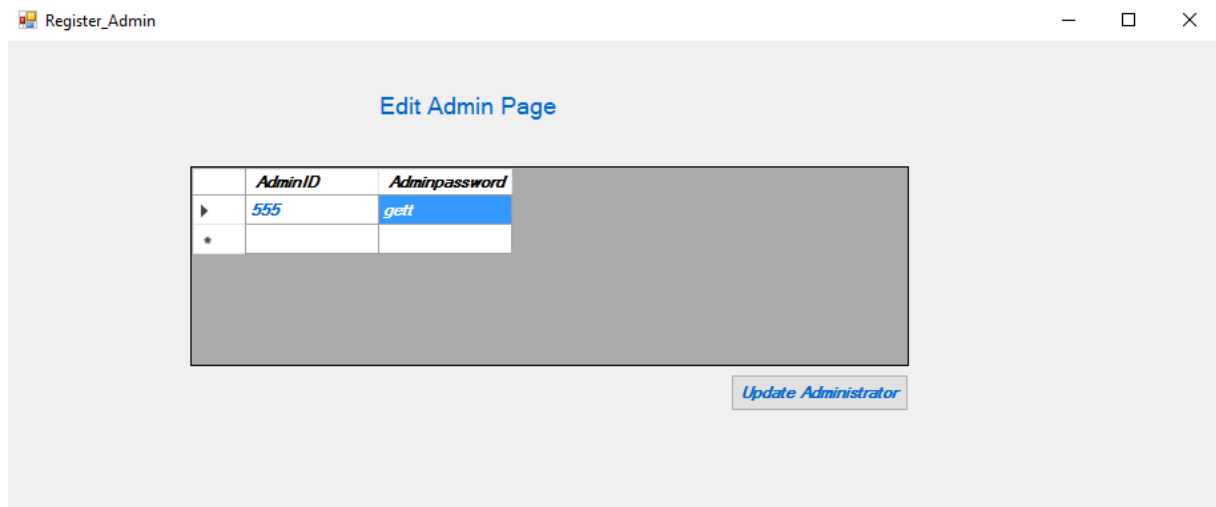 Register_Admin
Edit Admin Page
AdminID Adminpassword
555 gett
*
Update Administrator